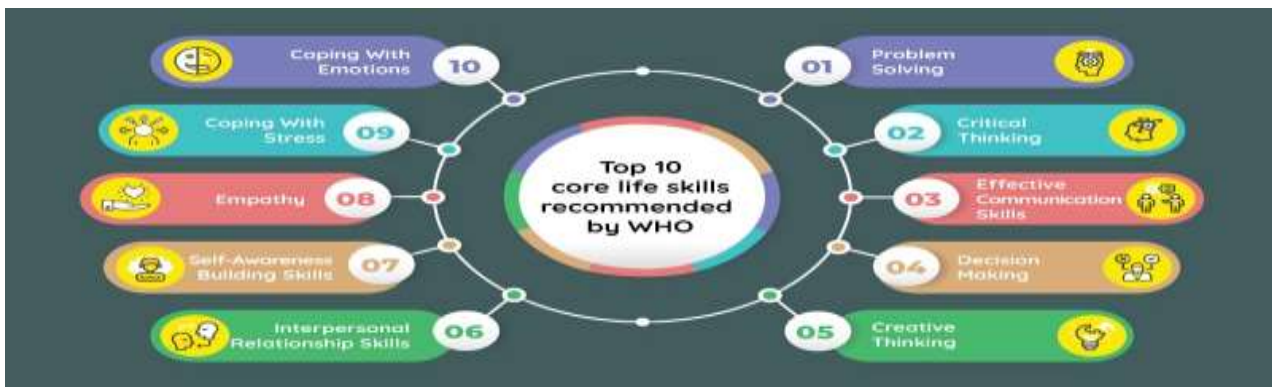 Top 10
core life skills
recommended
by WHO
01
Problem
Solving
02
Critical
Thinking
03
Effective
Communication
Skills
04
Decision
Making
05
Creative
Thinking
06
Interpersonal
Relationship Skills
07
Self-Awareness
Building Skills
08
Empathy
09
Coping With
Stress
10
Coping With
Emotions